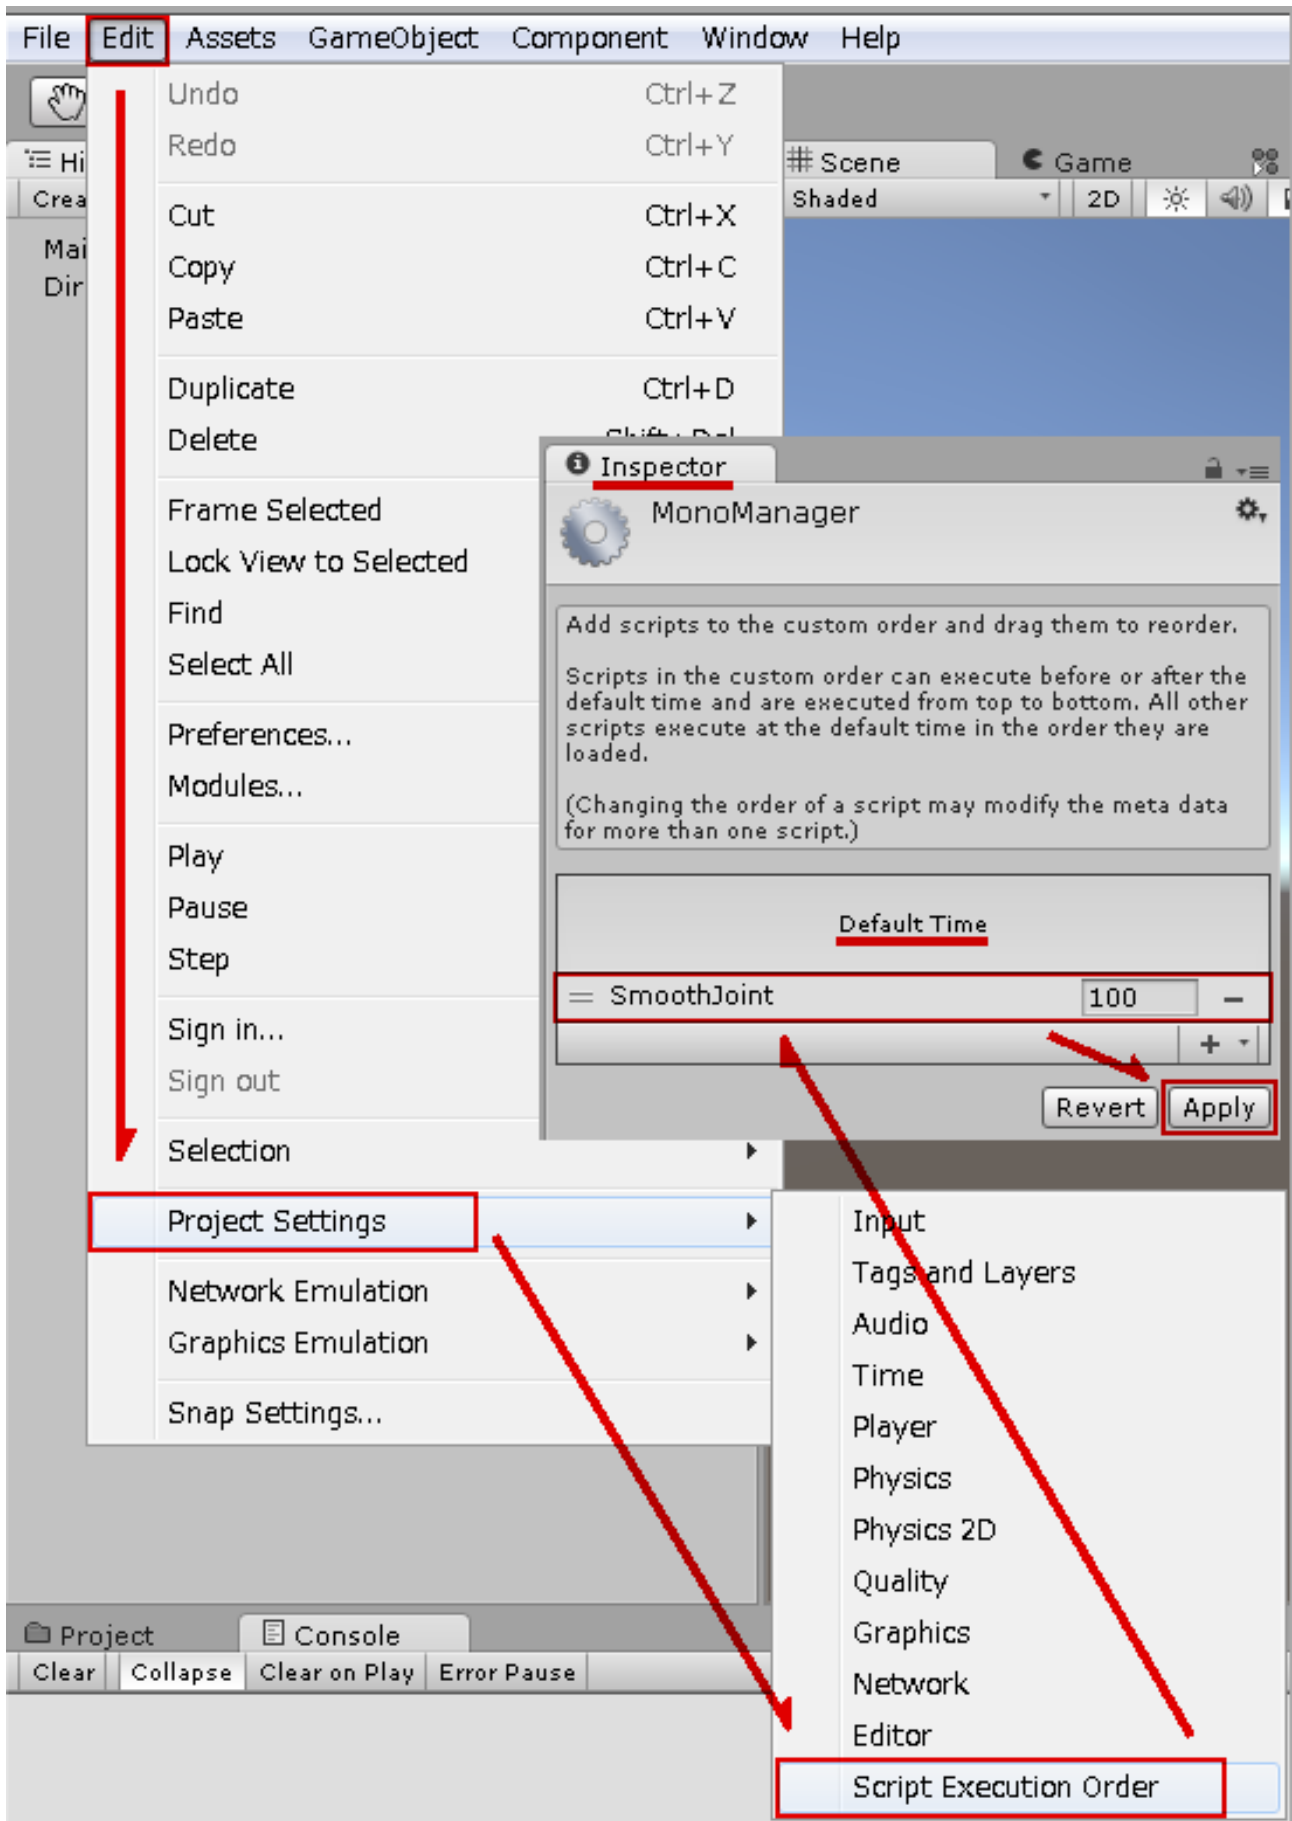 File Edit Assets GameObject Component Window Help
Undo Ctrl+Z
Redo Ctrl+Y
Hi
Scene Game
Crea
Shaded 2D
Cut Ctrl+X
Mai
Copy Ctrl+C
Dir
Paste Ctrl+V
Duplicate Ctrl+D
Delete
Frame Selected
Lock View to Selected
Find
Select All
Preferences...
Modules...
Play
Pause
Step
Sign in...
Sign out
Selection
Project Settings
Network Emulation
Graphics Emulation
Snap Settings...
Inspector
MonoManager
Add scripts to the custom order and drag them to reorder.
Scripts in the custom order can execute before or after the
default time and are executed from top to bottom. All other
scripts execute at the default time in the order they are
loaded.
(Changing the order of a script may modify the meta data
for more than one script.)
Default Time
SmoothJoint 100
Revert Apply
Input
Tags and Layers
Audio
Time
Player
Physics
Physics 2D
Quality
Graphics
Network
Editor
Script Execution Order
Project Console
Clear Collapse Clear on Play Error Pause